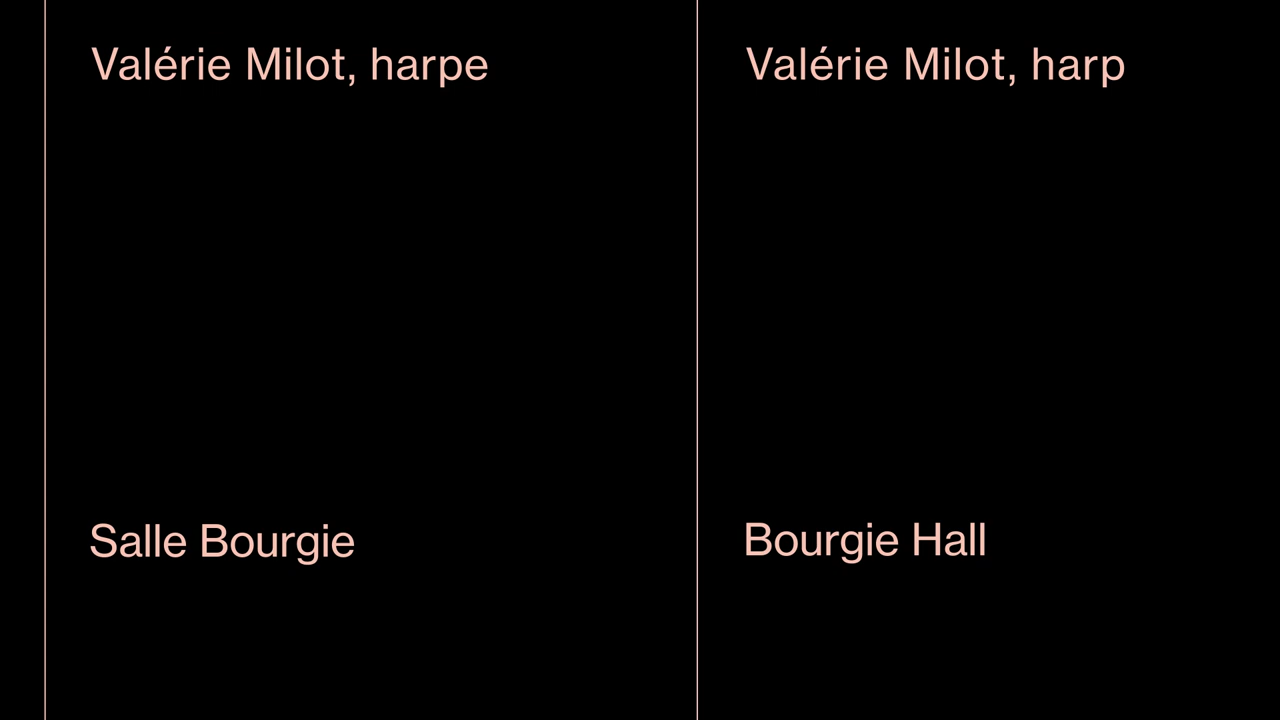 Valérie Milot, harpe
Salle Bourgie
Valérie Milot, harp
Bourgie Hall